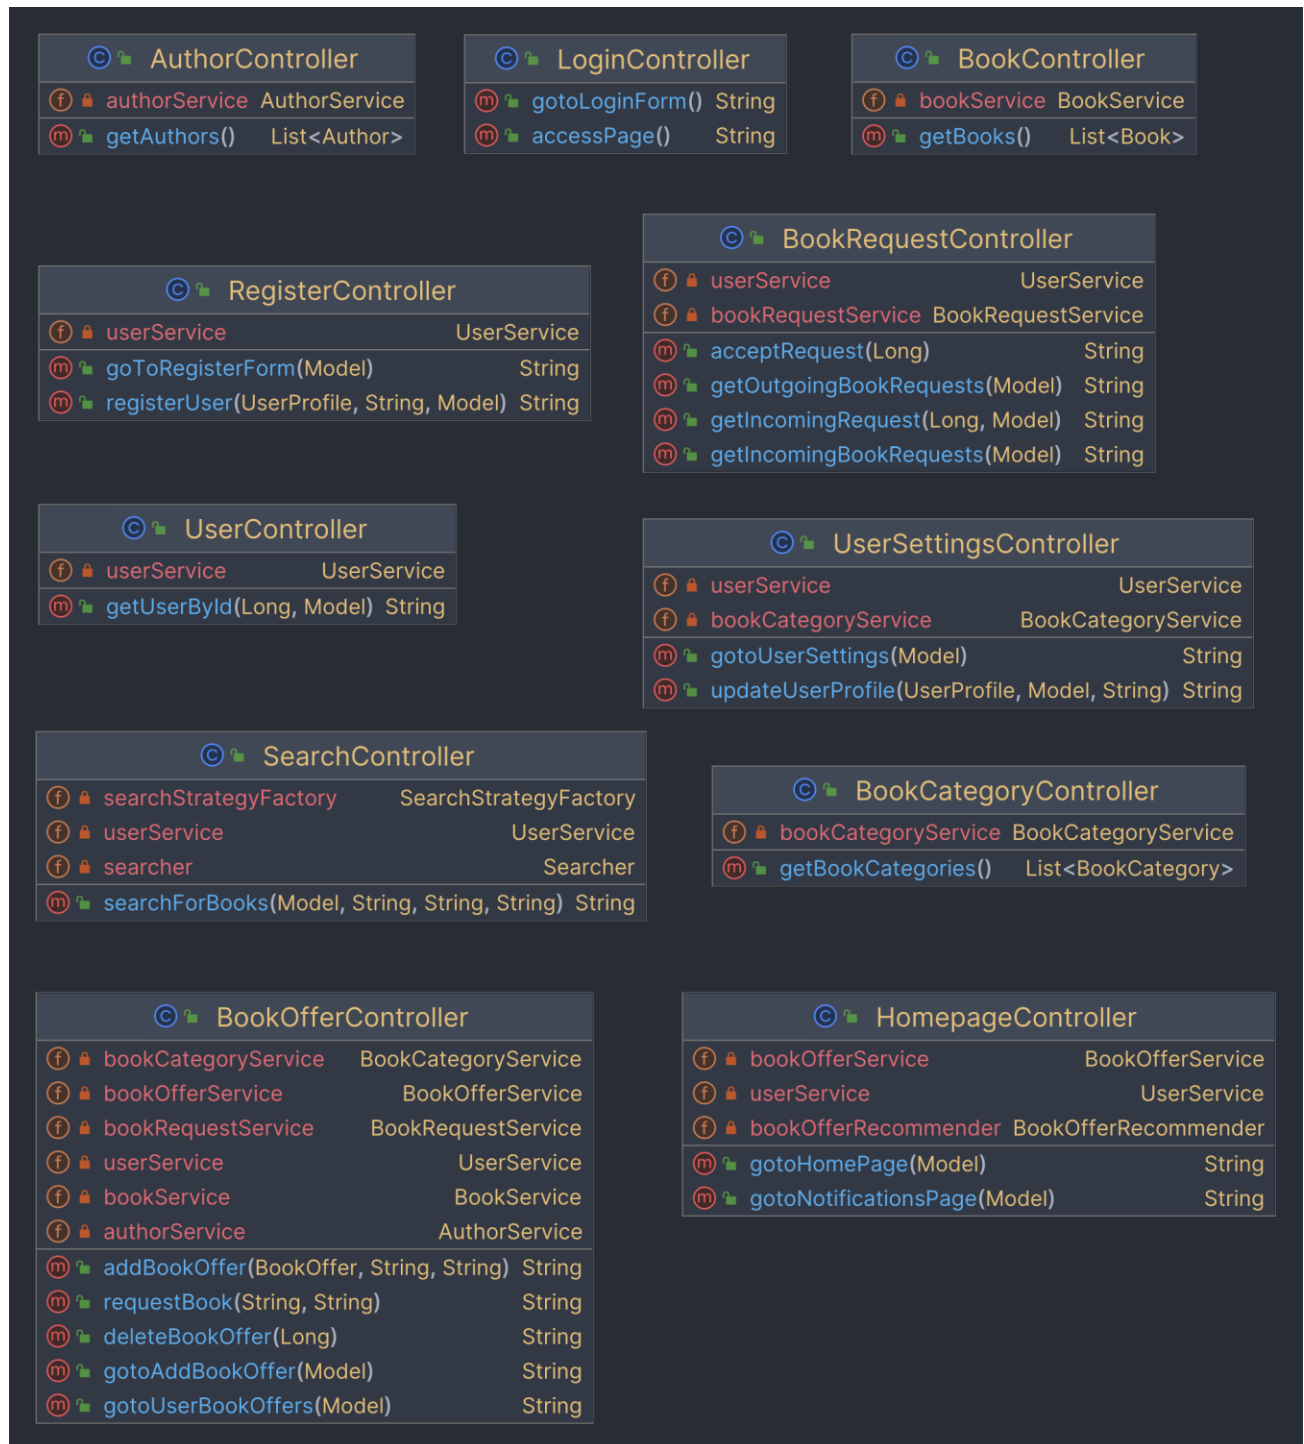 AuthorController
authorService AuthorService
getAuthors() List<Author>
LoginController
gotoLoginForm() String
accessPage() String
BookController
bookService BookService
getBooks() List<Book>
RegisterController
userService UserService
goToRegisterForm(Model) String
registerUser(UserProfile, String, Model) String
BookRequestController
userService UserService
bookRequestService BookRequestService
acceptRequest(Long) String
getOutgoingBookRequests(Model) String
getIncomingRequest(Long, Model) String
getIncomingBookRequests(Model) String
UserController
userService UserService
getUserById(Long, Model) String
UserSettingsController
userService UserService
bookCategoryService BookCategoryService
gotoUserSettings(Model) String
updateUserProfile(UserProfile, Model, String) String
SearchController
searchStrategyFactory SearchStrategyFactory
userService UserService
searcher Searcher
searchForBooks(Model, String, String, String) String
BookCategoryController
bookCategoryService BookCategoryService
getBookCategories() List<BookCategory>
BookOfferController
bookCategoryService BookCategoryService
bookOfferService BookOfferService
bookRequestService BookRequestService
userService UserService
bookService BookService
authorService AuthorService
addBookOffer(BookOffer, String, String) String
requestBook(String, String) String
deleteBookOffer(Long) String
gotoAddBookOffer(Model) String
gotoUserBookOffers(Model) String
HomepageController
bookOfferService BookOfferService
userService UserService
bookOfferRecommender BookOfferRecommender
gotoHomePage(Model) String
gotoNotificationsPage(Model) String